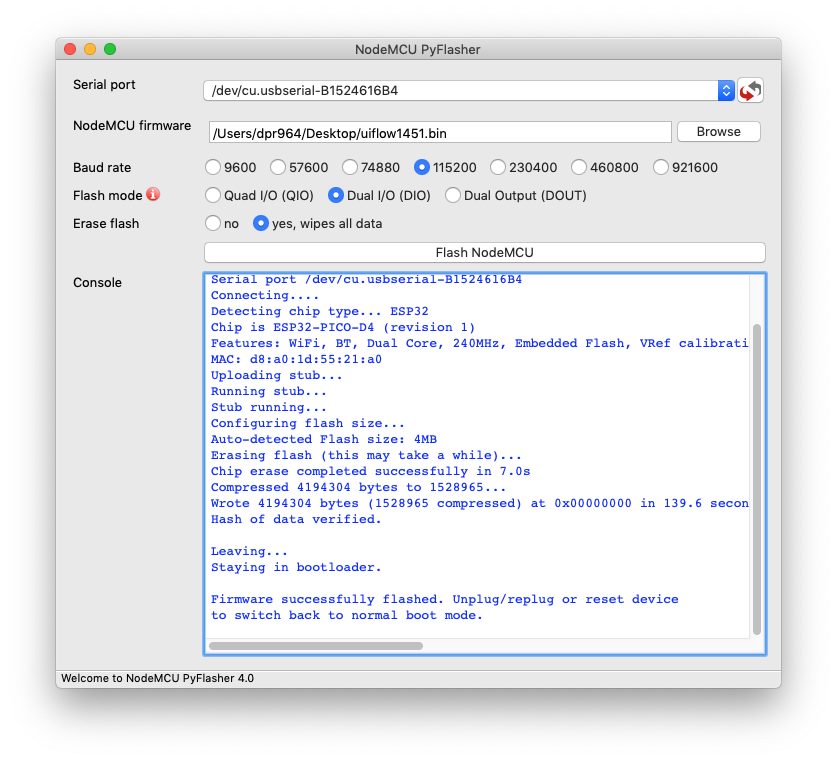 NodeMCU PyFlasher
Serial port
/dev/cu.usbserial-B1524616B4
NodeMCU firmware
/Users/dpr964/Desktop/uiflow1451.bin
Browse
Baud rate
9600 57600 74880 115200 230400 460800 921600
Flash mode
Quad I/O (QIO) Dual I/O (DIO) Dual Output (DOUT)
Erase flash
no yes, wipes all data
Flash NodeMCU
Console
Serial port /dev/cu.usbserial-B1524616B4
Connecting....
Detecting chip type... ESP32
Chip is ESP32-PICO-D4 (revision 1)
Features: WiFi, BT, Dual Core, 240MHz, Embedded Flash, VRef calibrati
MAC: d8:a0:1d:55:21:a0
Uploading stub...
Running stub...
Stub running...
Configuring flash size...
Auto-detected Flash size: 4MB
Erasing flash (this may take a while)...
Chip erase completed successfully in 7.0s
Compressed 4194304 bytes to 1528965...
Wrote 4194304 bytes (1528965 compressed) at 0x00000000 in 139.6 secon
Hash of data verified.
Leaving...
Staying in bootloader.
Firmware successfully flashed. Unplug/replug or reset device
to switch back to normal boot mode.
Welcome to NodeMCU PyFlasher 4.0